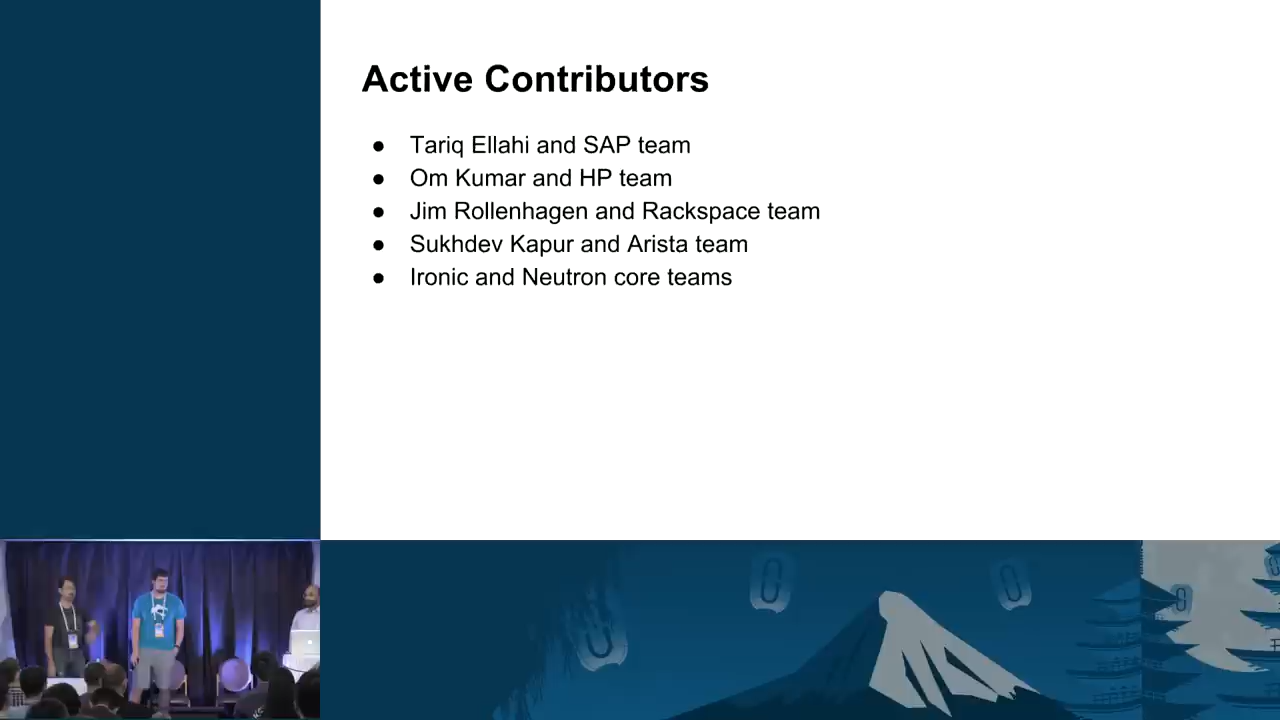 Active Contributors
● Tariq Ellahi and SAP team
● Om Kumar and HP team
● Jim Rollenhagen and Rackspace team
● Sukhdev Kapur and Arista team
● Ironic and Neutron core teams